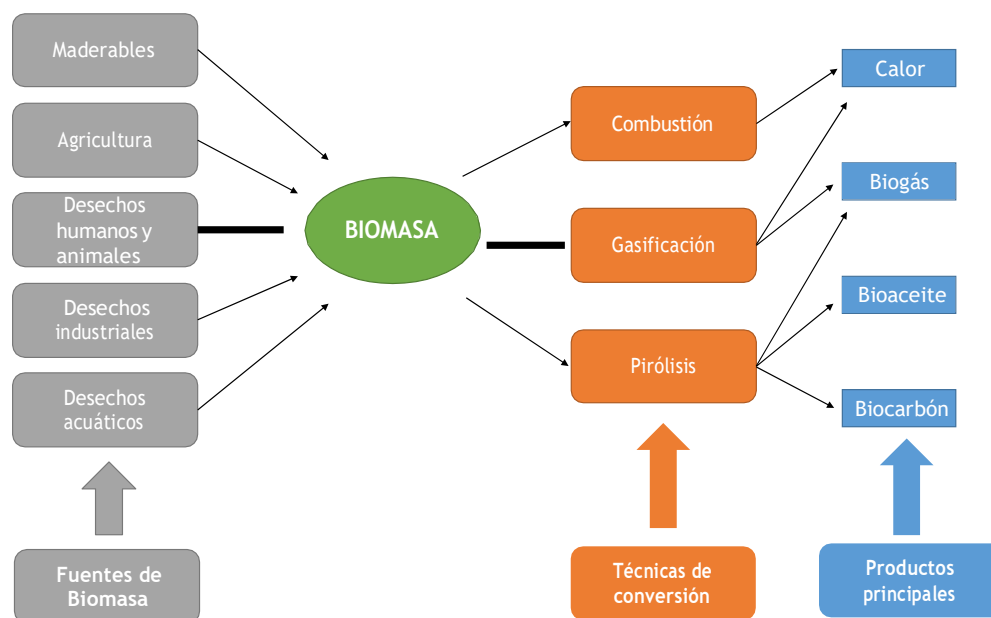 Maderables
Agricultura
Desechos
humanos y
animales
Desechos
industriales
Desechos
acuáticos
Fuentes de
Biomasa
BIOMASA
Combustión
Gasificación
Pirólisis
Técnicas de
conversión
Calor
Biogás
Bioaceite
Biocarbón
Productos
principales